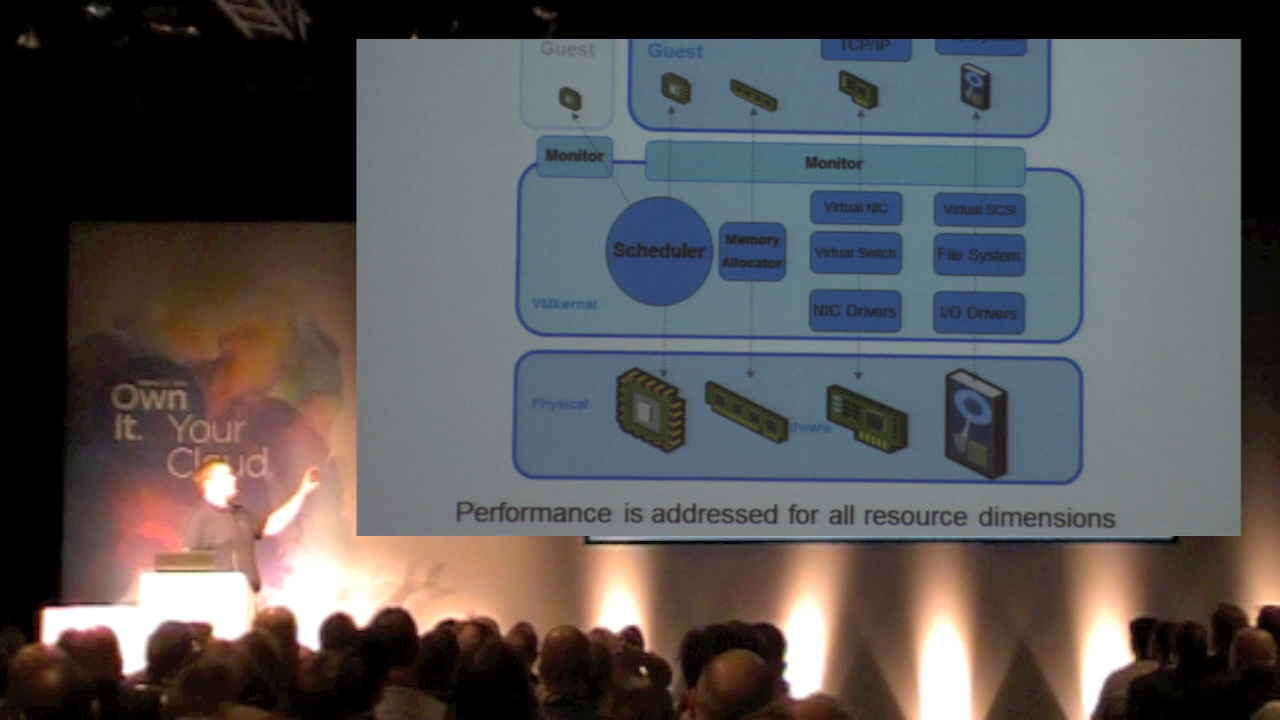 Guest
Guest
TCP/IP
Monitor
Monitor
Virtual NIC
Virtual SCSI
Scheduler
Memory
Allocator
Virtual Switch
File System
VMkernel
NIC Drivers
I/O Drivers
Physical
dware
Performance is addressed for all resource dimensions
Own
It. Your
Cloud.